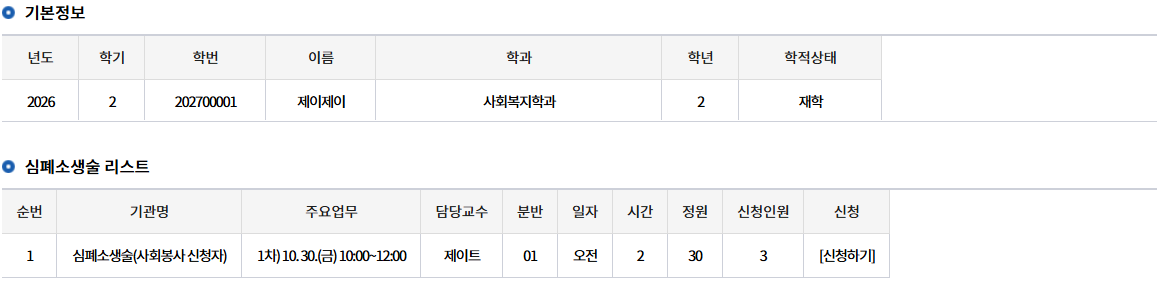 기본정보
년도 학기 학번 이름 학과 학년 학적상태
2026 2 202700001 제이제이 사회복지학과 2 재학
심폐소생술 리스트
순번 기관명 주요업무 담당교수 분반 일자 시간 정원 신청인원 신청
1 심폐소생술(사회봉사 신청자) 1차) 10. 30.(금) 10:00~12:00 제이트 01 오전 2 30 3 [신청하기]